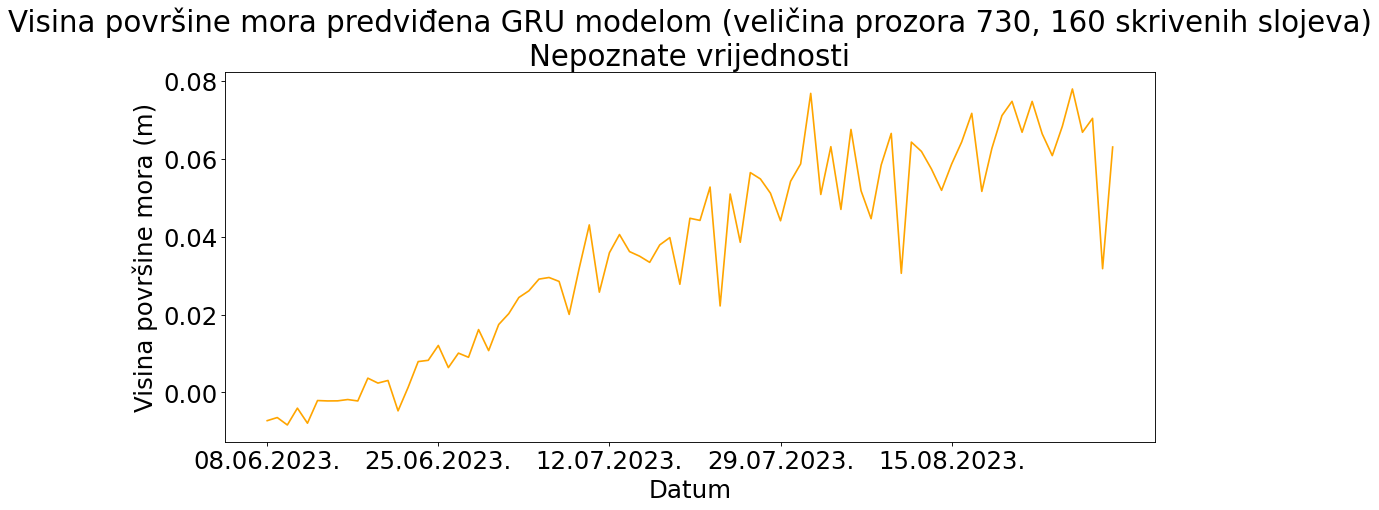 Visina površine mora predviđena GRU modelom (veličina prozora 730, 160 skrivenih slojeva)
Nepoznate vrijednosti
0.08
0.06
0.04
0.02
0.00
Visina površine mora (m)
08.06.2023. 25.06.2023. 12.07.2023. 29.07.2023. 15.08.2023.
Datum